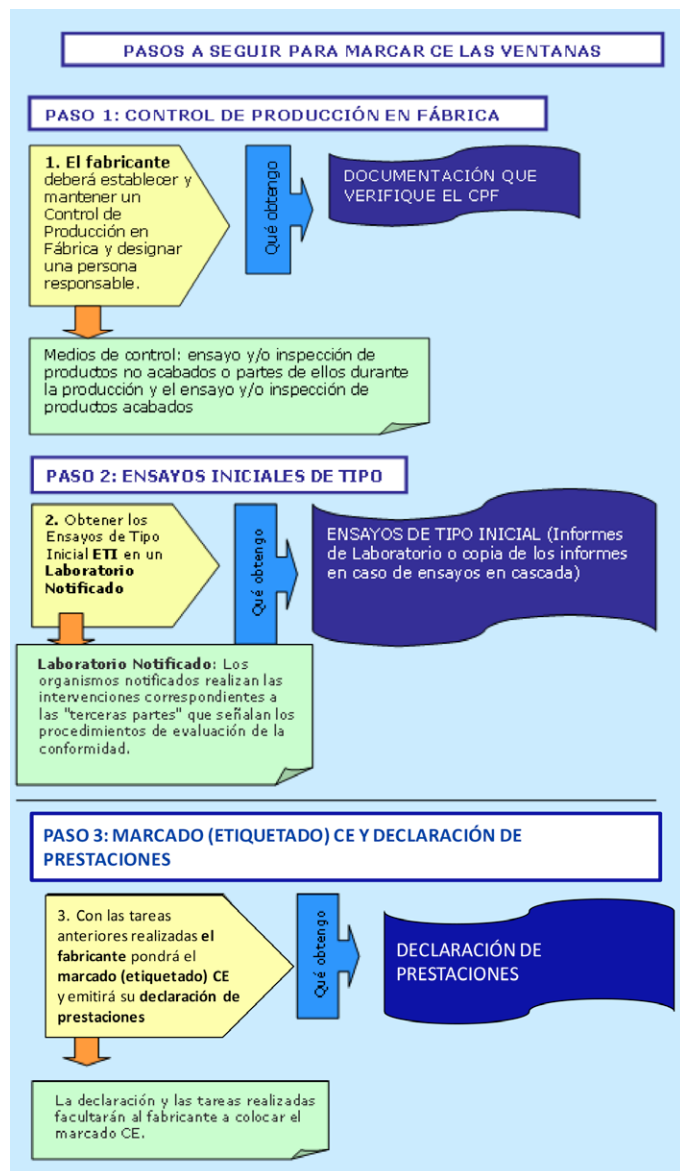 PASOS A SEGUIR PARA MARCAR CE LAS VENTANAS
PASO 1: CONTROL DE PRODUCCIÓN EN FÁBRICA
1. El fabricante
deberá establecer y
mantener un
Control de
Producción en
Fábrica y designar
una persona
responsable.
Qué obtengo
DOCUMENTACIÓN QUE
VERIFIQUE EL CPF
Medios de control: ensayo y/o inspección de
productos no acabados o partes de ellos durante
la producción y el ensayo y/o inspección de
productos acabados
PASO 2: ENSAYOS INICIALES DE TIPO
2. Obtener los
Ensayos de Tipo
Inicial ETI en un
Laboratorio
Notificado
Qué obtengo
ENSAYOS DE TIPO INICIAL (Informes
de Laboratorio o copia de los informes
en caso de ensayos en cascada)
Laboratorio Notificado: Los
organismos notificados realizan las
intervenciones correspondientes a
las "terceras partes" que señalan los
procedimientos de evaluación de la
conformidad.
PASO 3: MARCADO (ETIQUETADO) CE Y DECLARACIÓN DE
PRESTACIONES
3. Con las tareas
anteriores realizadas el
fabricante pondrá el
marcado (etiquetado) CE
y emitirá su declaración de
prestaciones
Qué obtengo
DECLARACIÓN DE
PRESTACIONES
La declaración y las tareas realizadas
facultarán al fabricante a colocar el
marcado CE.